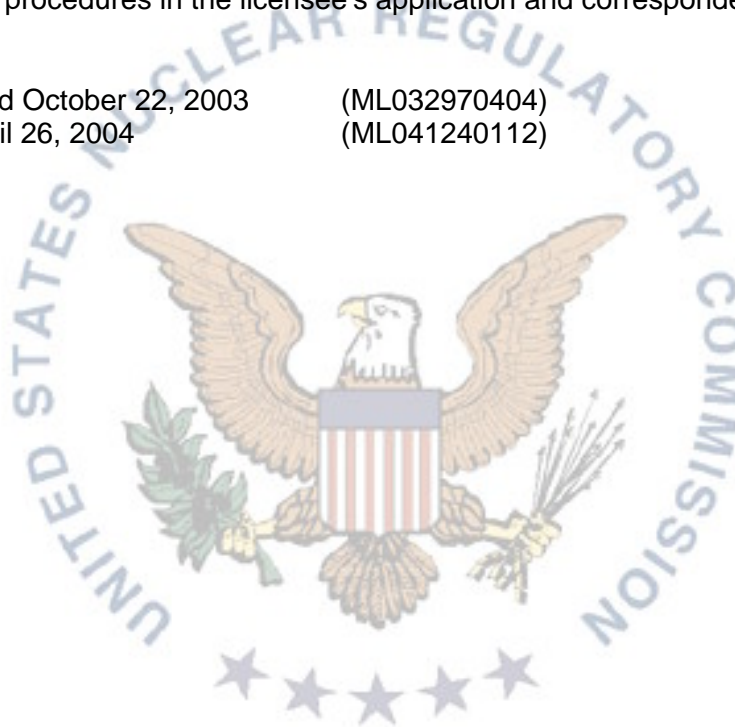 procedures in the licensee's application and corresponde
d October 22, 2003 (ML032970404)
il 26, 2004 (ML041240112)
UNITED STATES NUCLEAR REGULATORY COMMISSION